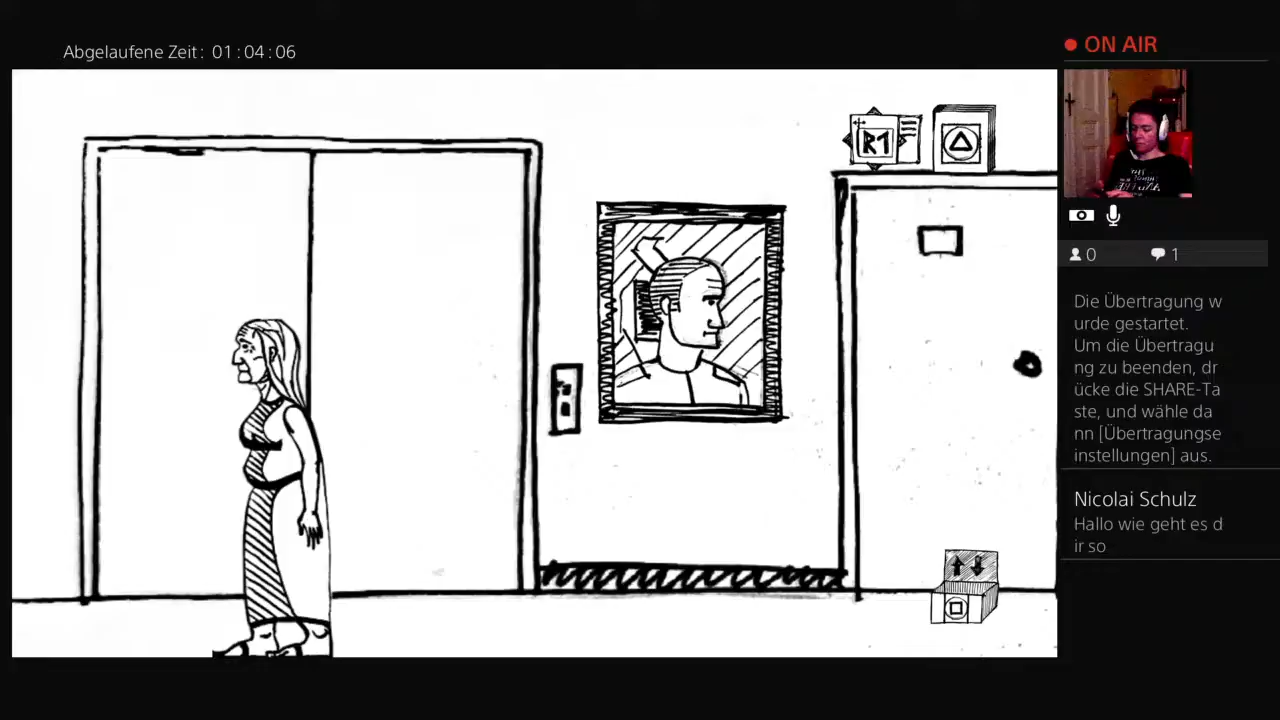 Abgelaufene Zeit: 01:04:06
ON AIR
R1
0
1
Die Übertragung w
urde gestartet.
Um die Übertragu
ng zu beenden, dr
ücke die SHARE-Ta
ste, und wähle da
nn [Übertragungse
instellungen] aus.
Nicolai Schulz
Hallo wie geht es d
ir so